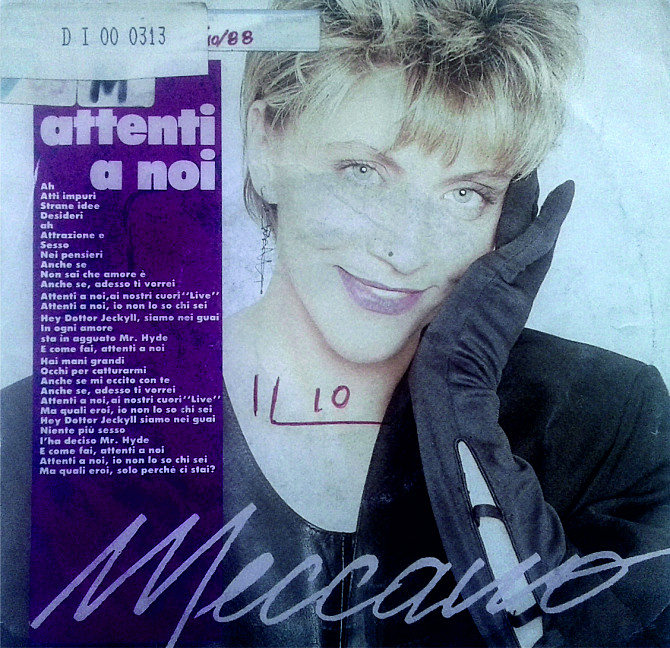 D I 00 0313
10/88
M
attenti
a noi
Ah
Atti impuri
Strane idee
Desideri
ah
Attrazione e
Sesso
Nei pensieri
Anche se
Non sai che amore è
Anche se, adesso ti vorrei
Attenti a noi,ai nostri cuori"Live"
Attenti a noi, io non lo so chi sei
Hey Dottor Jeckyll, siamo nei guai
In ogni amore
sta in agguato Mr. Hyde
E come fai, attenti a noi
Hai mani grandi
Occhi per catturarmi
Anche se mi eccito con te
Anche se, adesso ti vorrei
Attenti a noi,ai nostri cuori"Live"
Ma quali eroi, io non lo so chi sei
Hey Dottor Jeckyll siamo nei guai
Niente più sesso
l'ha deciso Mr. Hyde
E come fai, attenti a noi
Attenti a noi, io non lo so chi sei
Ma quali eroi, solo perché ci stai?
10
Meccano